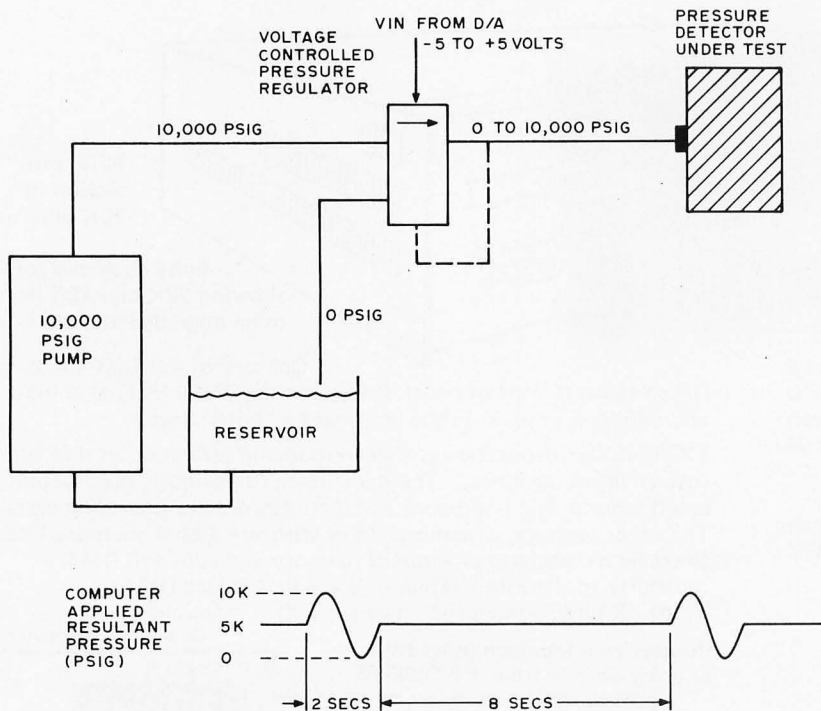 VIN FROM D/A
-5 TO +5 VOLTS
VOLTAGE
CONTROLLED
PRESSURE
REGULATOR
PRESSURE
DETECTOR
UNDER TEST
10,000 PSIG
0 TO 10,000 PSIG
10,000
PSIG
PUMP
0 PSIG
RESERVOIR
COMPUTER
APPLIED
RESULTANT
PRESSURE
(PSIG)
10K
5K
0
2 SECS
8 SECS